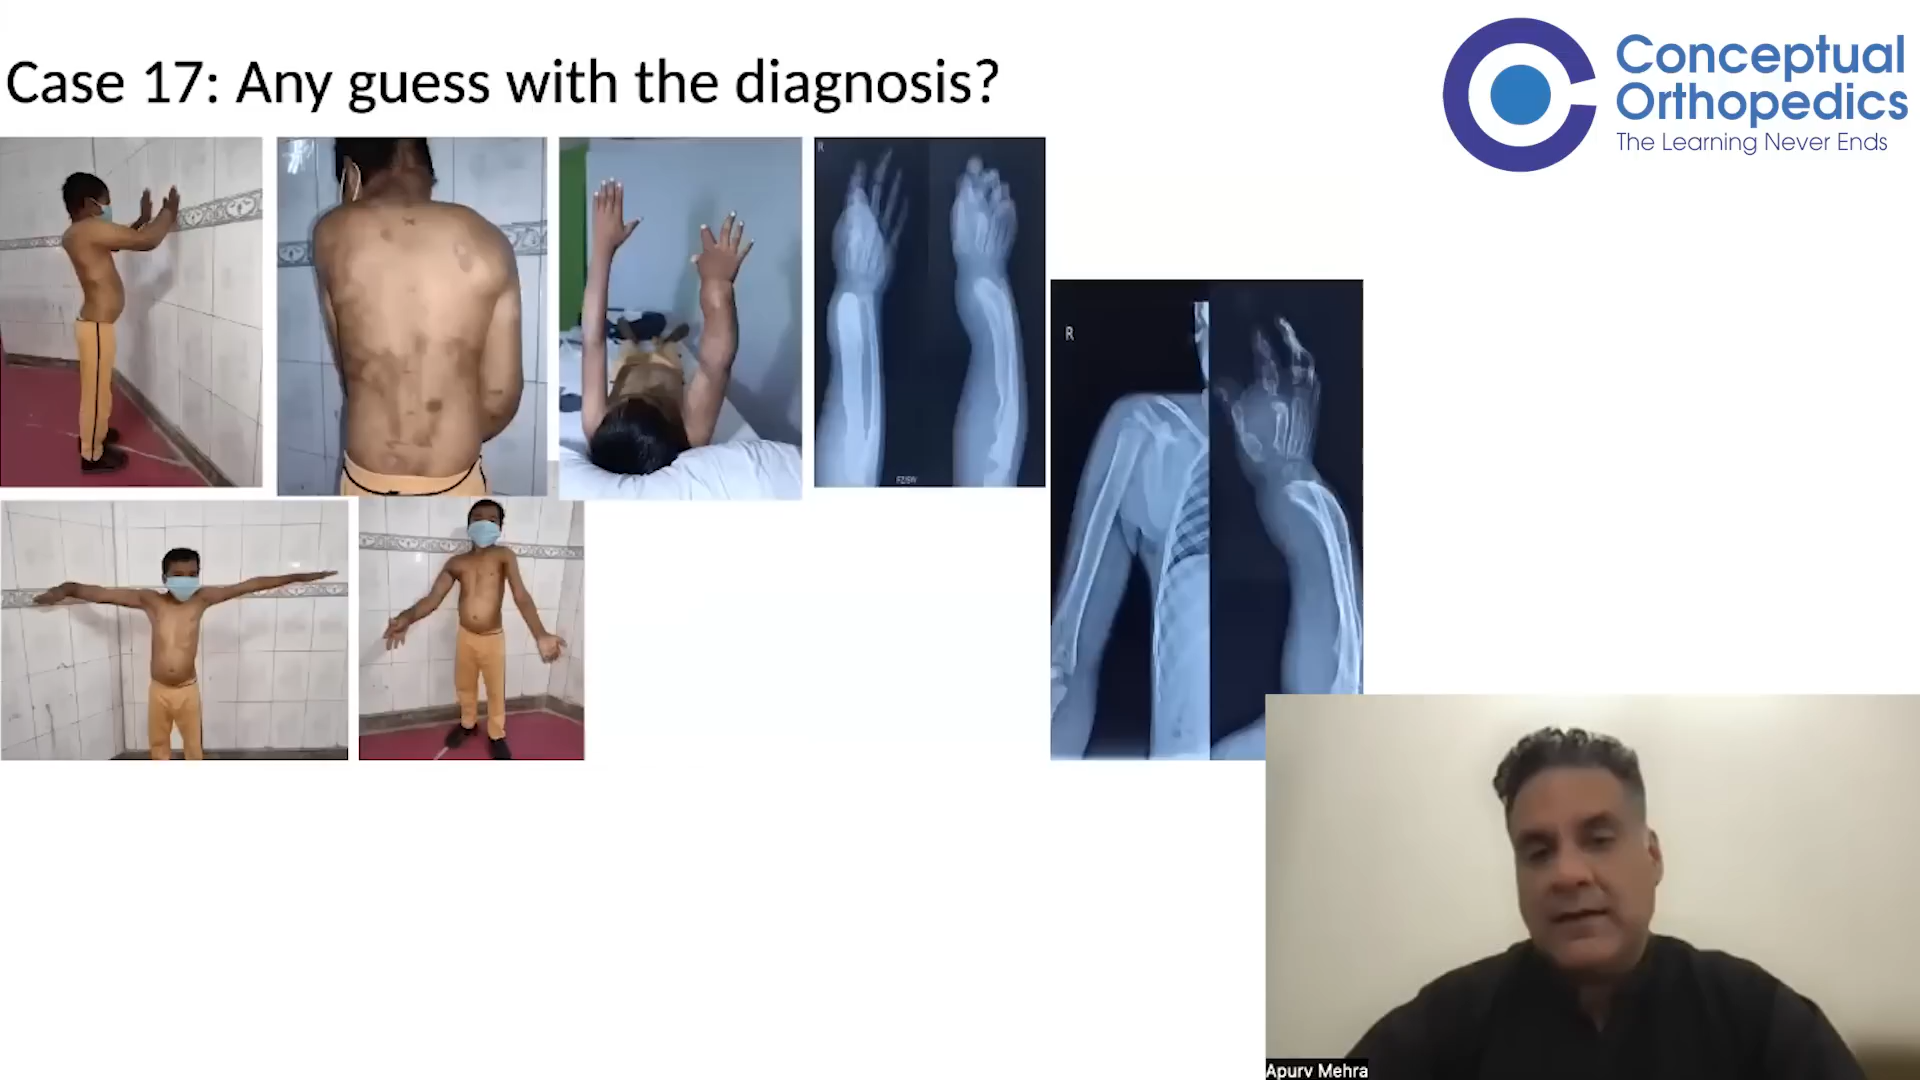 Case 17: Any guess with the diagnosis?
Conceptual
Orthopedics
The Learning Never Ends
R
R
Apurv Mehra